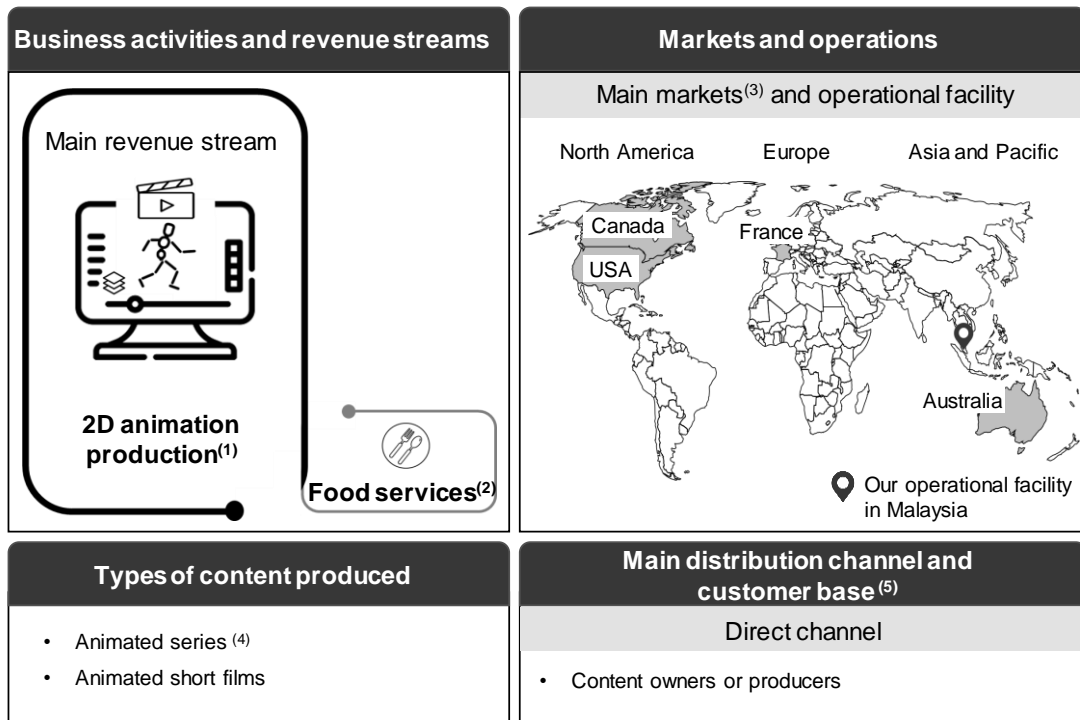 Business activities and revenue streams
Main revenue stream
2D animation
production(1)
Food services(2)
Markets and operations
Main markets(3) and operational facility
North America
Europe
Asia and Pacific
Canada
France
USA
Australia
Our operational facility
in Malaysia
Types of content produced
• Animated series (4)
• Animated short films
Main distribution channel and
customer base (5)
Direct channel
• Content owners or producers